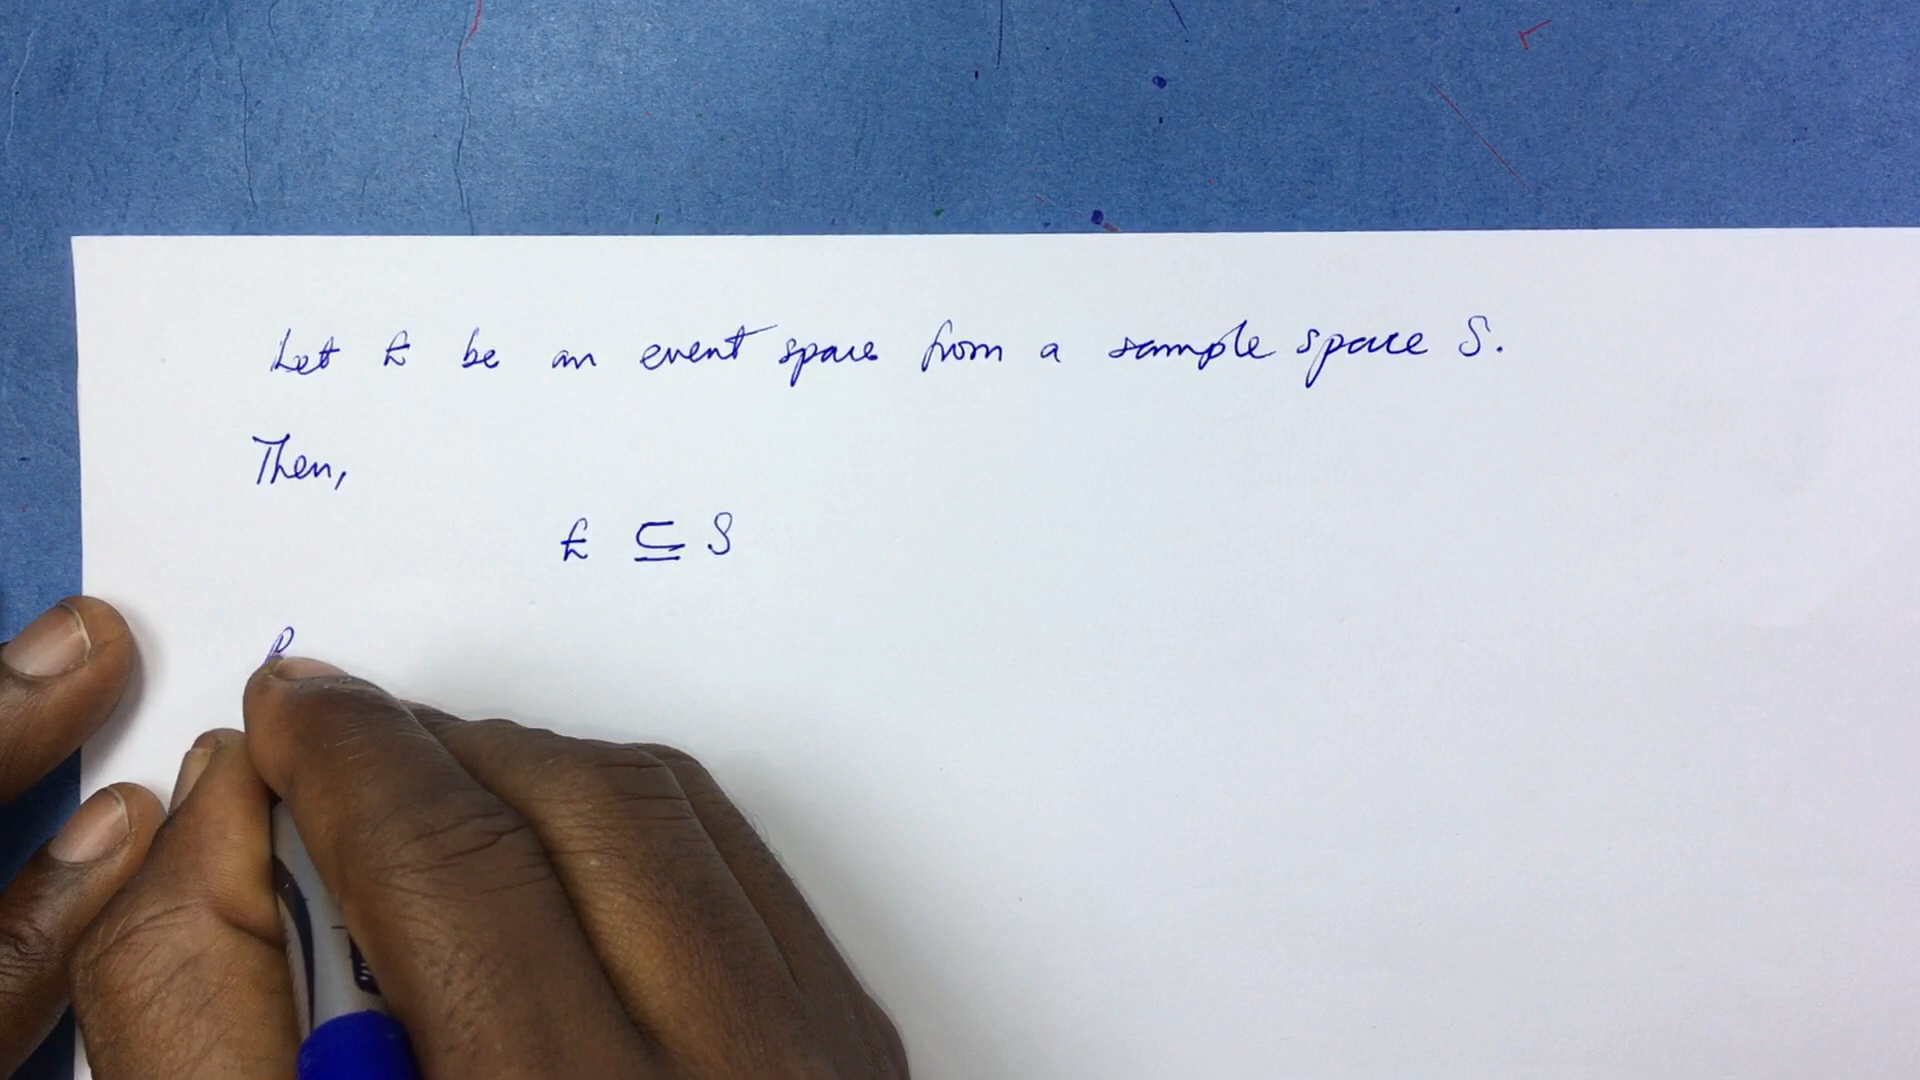 Let E be an event space from a sample space S.
Then,
E ⊆ S